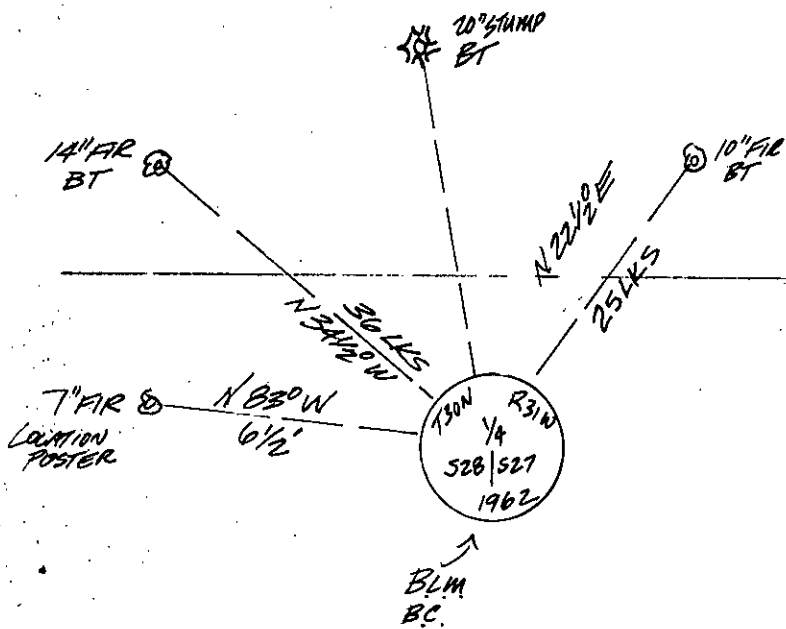 20" STUMP
BT
14" FIR
BT
10" FIR
BT
N 22 1/2° E
25 LKS
36 LKS
N 34 1/2° W
7" FIR
LOCATION
POSTER
N 83° W
6 1/2'
T30N R31W
1/4
S28 | S27
1962
BLM
B.C.